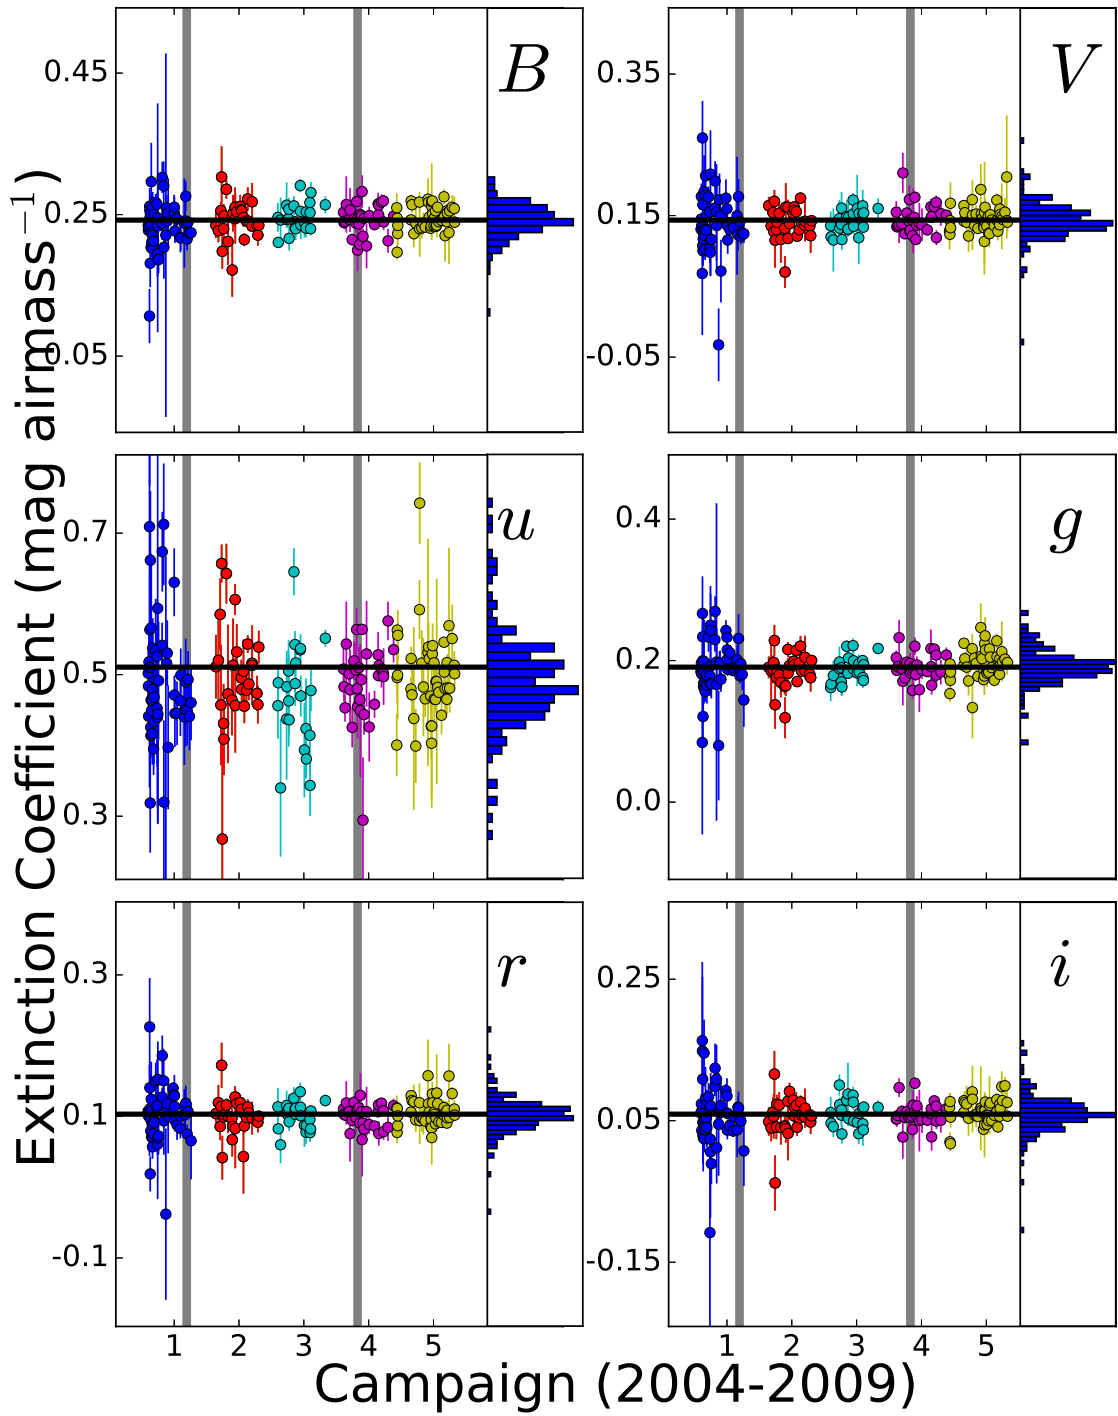 B
V
0.45
0.25
0.05
0.35
0.15
-0.05
u
g
0.7
0.5
0.3
0.4
0.2
0.0
r
i
0.3
0.1
-0.1
0.25
0.05
-0.15
1 2 3 4 5
1 2 3 4 5
Extinction Coefficient (mag airmass⁻¹)
Campaign (2004-2009)